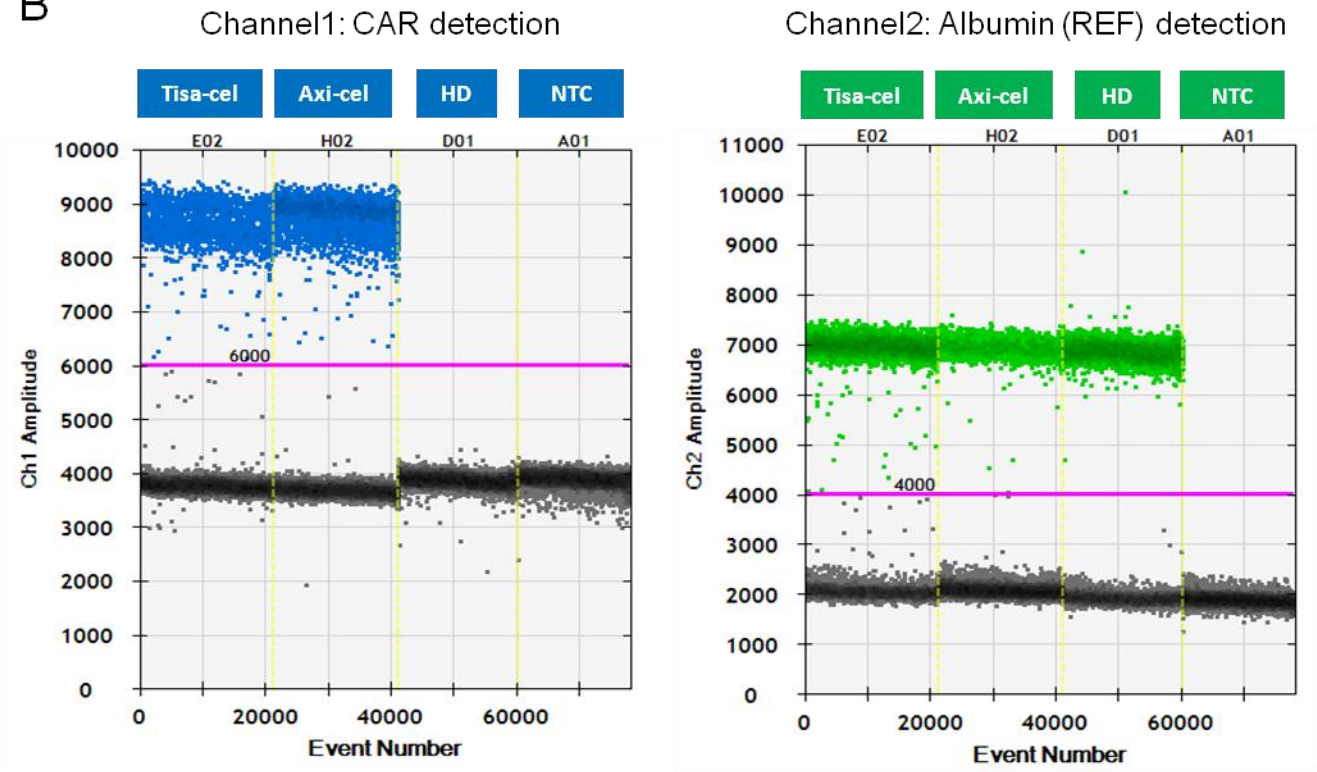 B
Channel1: CAR detection
Tisa-cel Axi-cel HD NTC
E02 H02 D01 A01
10000
9000
8000
7000
6000
5000
4000
3000
2000
1000
0
6000
Ch1 Amplitude
0 20000 40000 60000
Event Number
Channel2: Albumin (REF) detection
Tisa-cel Axi-cel HD NTC
E02 H02 D01 A01
11000
10000
9000
8000
7000
6000
5000
4000
3000
2000
1000
0
4000
Ch2 Amplitude
0 20000 40000 60000
Event Number